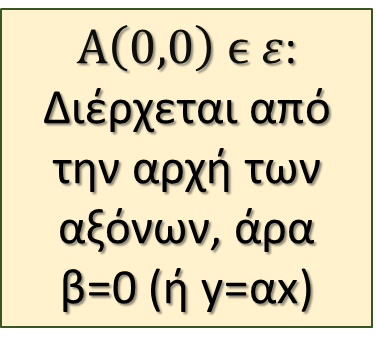 Α(0,0) ϵ ε:
Διέρχεται από
την αρχή των
αξόνων, άρα
β=0 (ή y=αx)